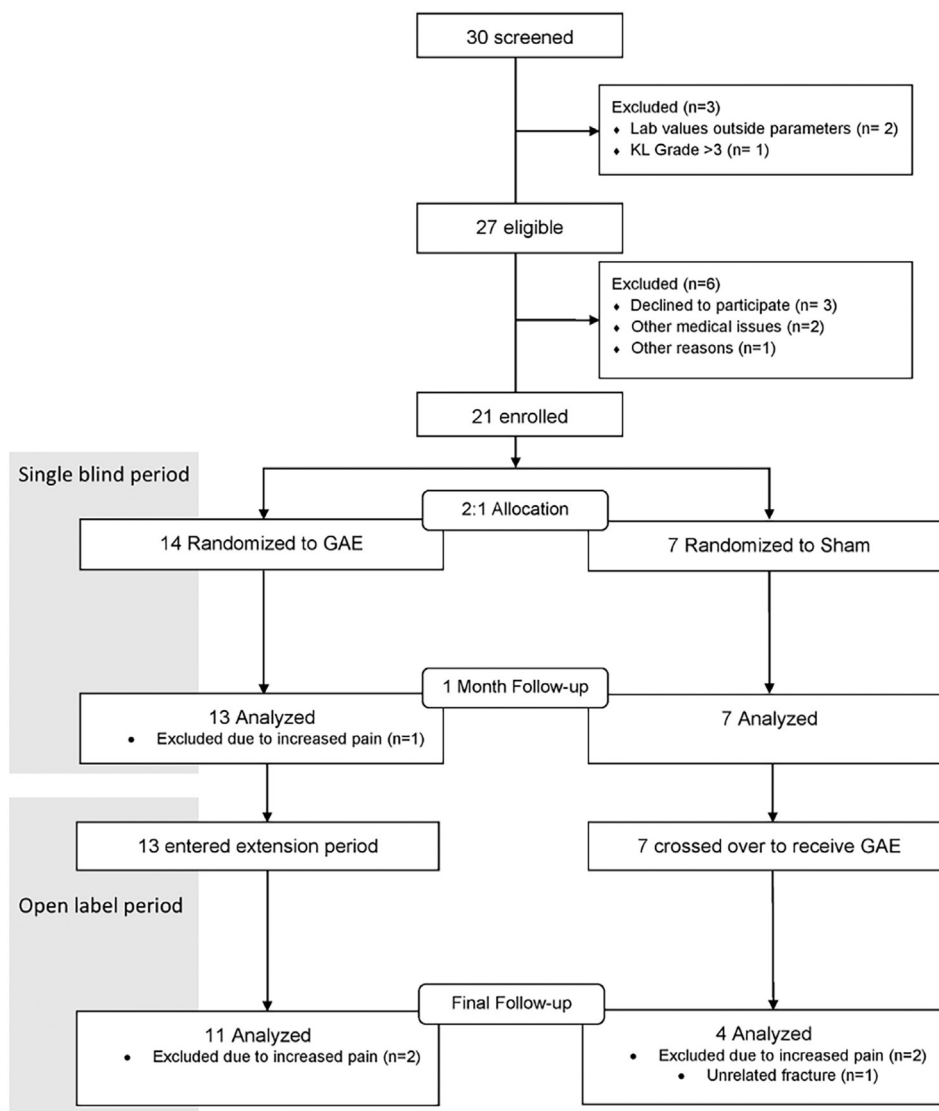 30 screened
Excluded (n=3)
♦ Lab values outside parameters (n= 2)
♦ KL Grade >3 (n= 1)
27 eligible
Excluded (n=6)
♦ Declined to participate (n= 3)
♦ Other medical issues (n=2)
♦ Other reasons (n=1)
21 enrolled
Single blind period
2:1 Allocation
14 Randomized to GAE
7 Randomized to Sham
1 Month Follow-up
13 Analyzed
• Excluded due to increased pain (n=1)
7 Analyzed
13 entered extension period
7 crossed over to receive GAE
Open label period
Final Follow-up
11 Analyzed
• Excluded due to increased pain (n=2)
4 Analyzed
• Excluded due to increased pain (n=2)
• Unrelated fracture (n=1)